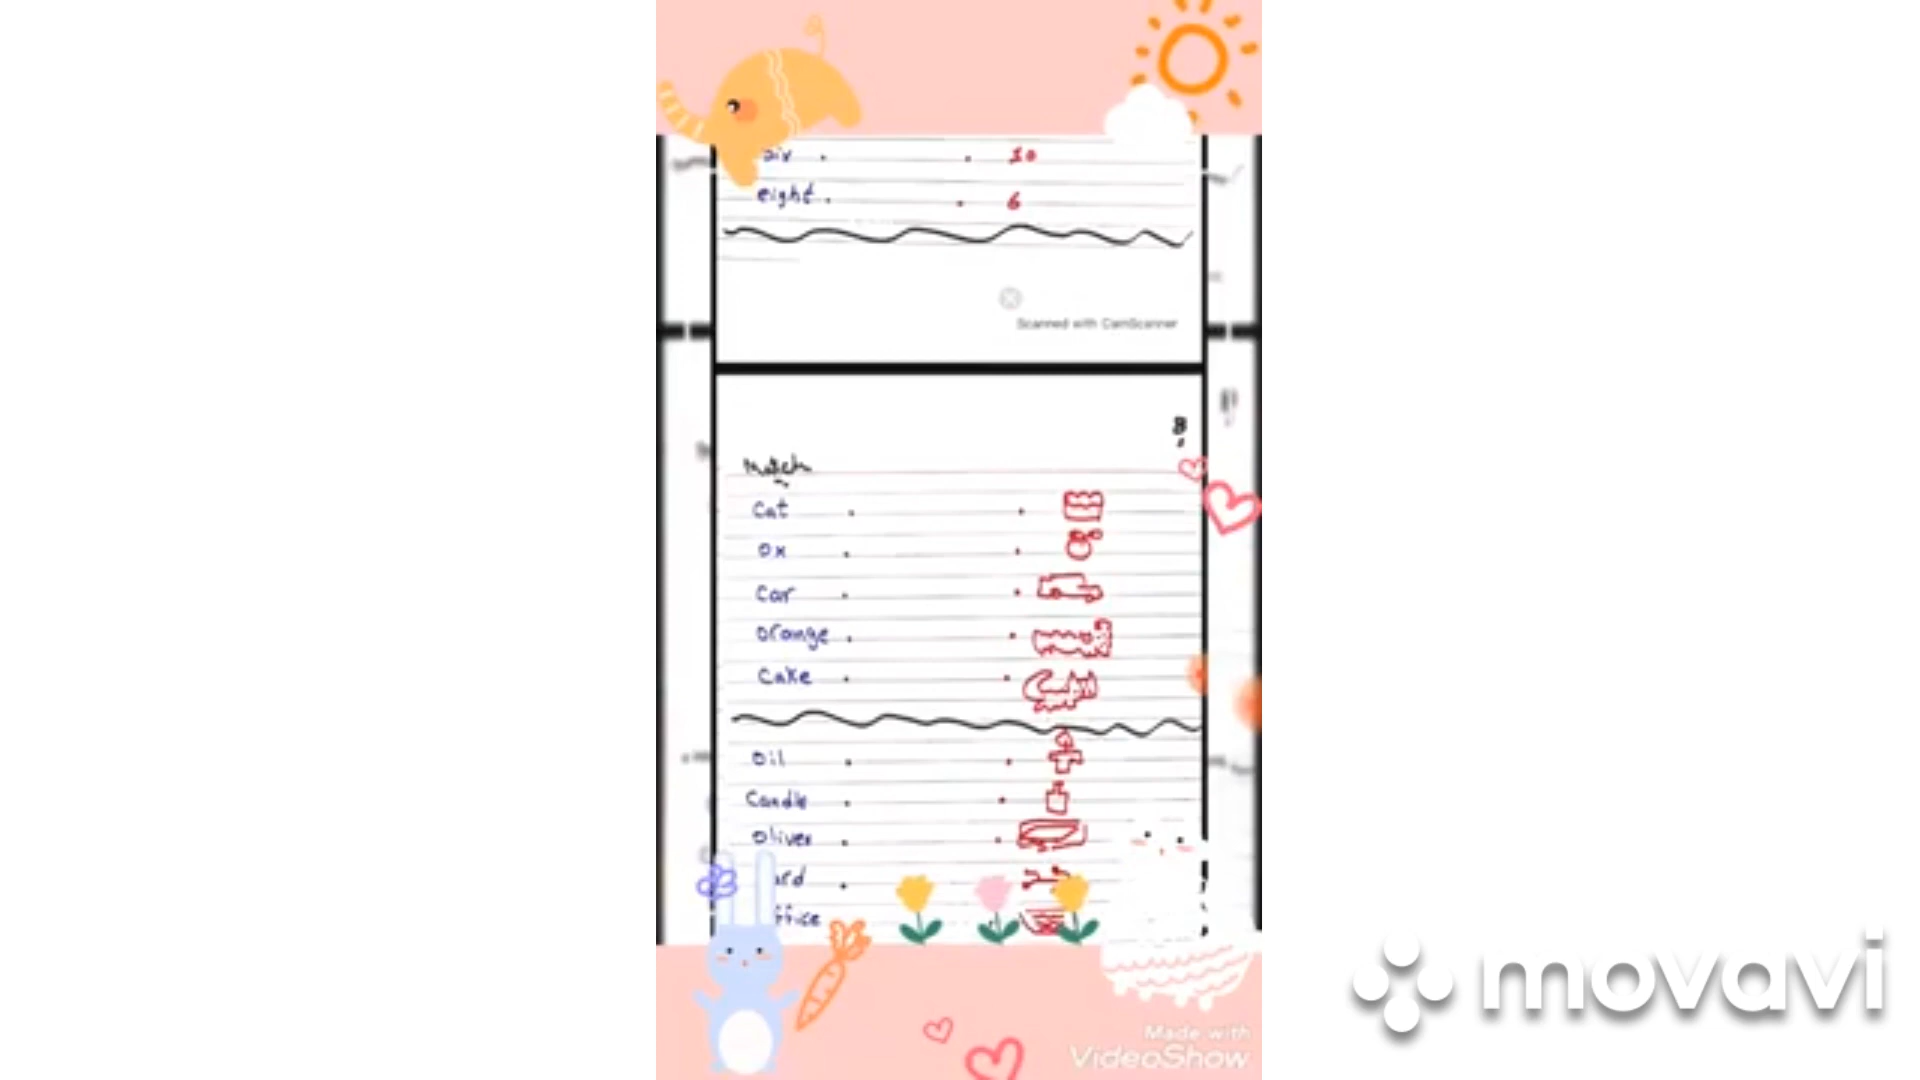 six . . 10
eight . . 6
Scanned with CamScanner
8
Match
Cat . .
Ox . .
Car . .
Orange . .
Cake . .
Oil . .
Candle . .
Olives . .
. .
movavi
Made with
VideoShow